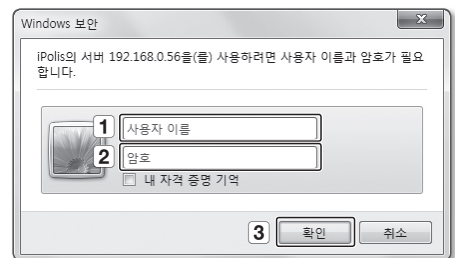 Windows 보안
X
iPolis의 서버 192.168.0.56을(를) 사용하려면 사용자 이름과 암호가 필요
합니다.
1 사용자 이름
2 암호
내 자격 증명 기억
3 확인 취소